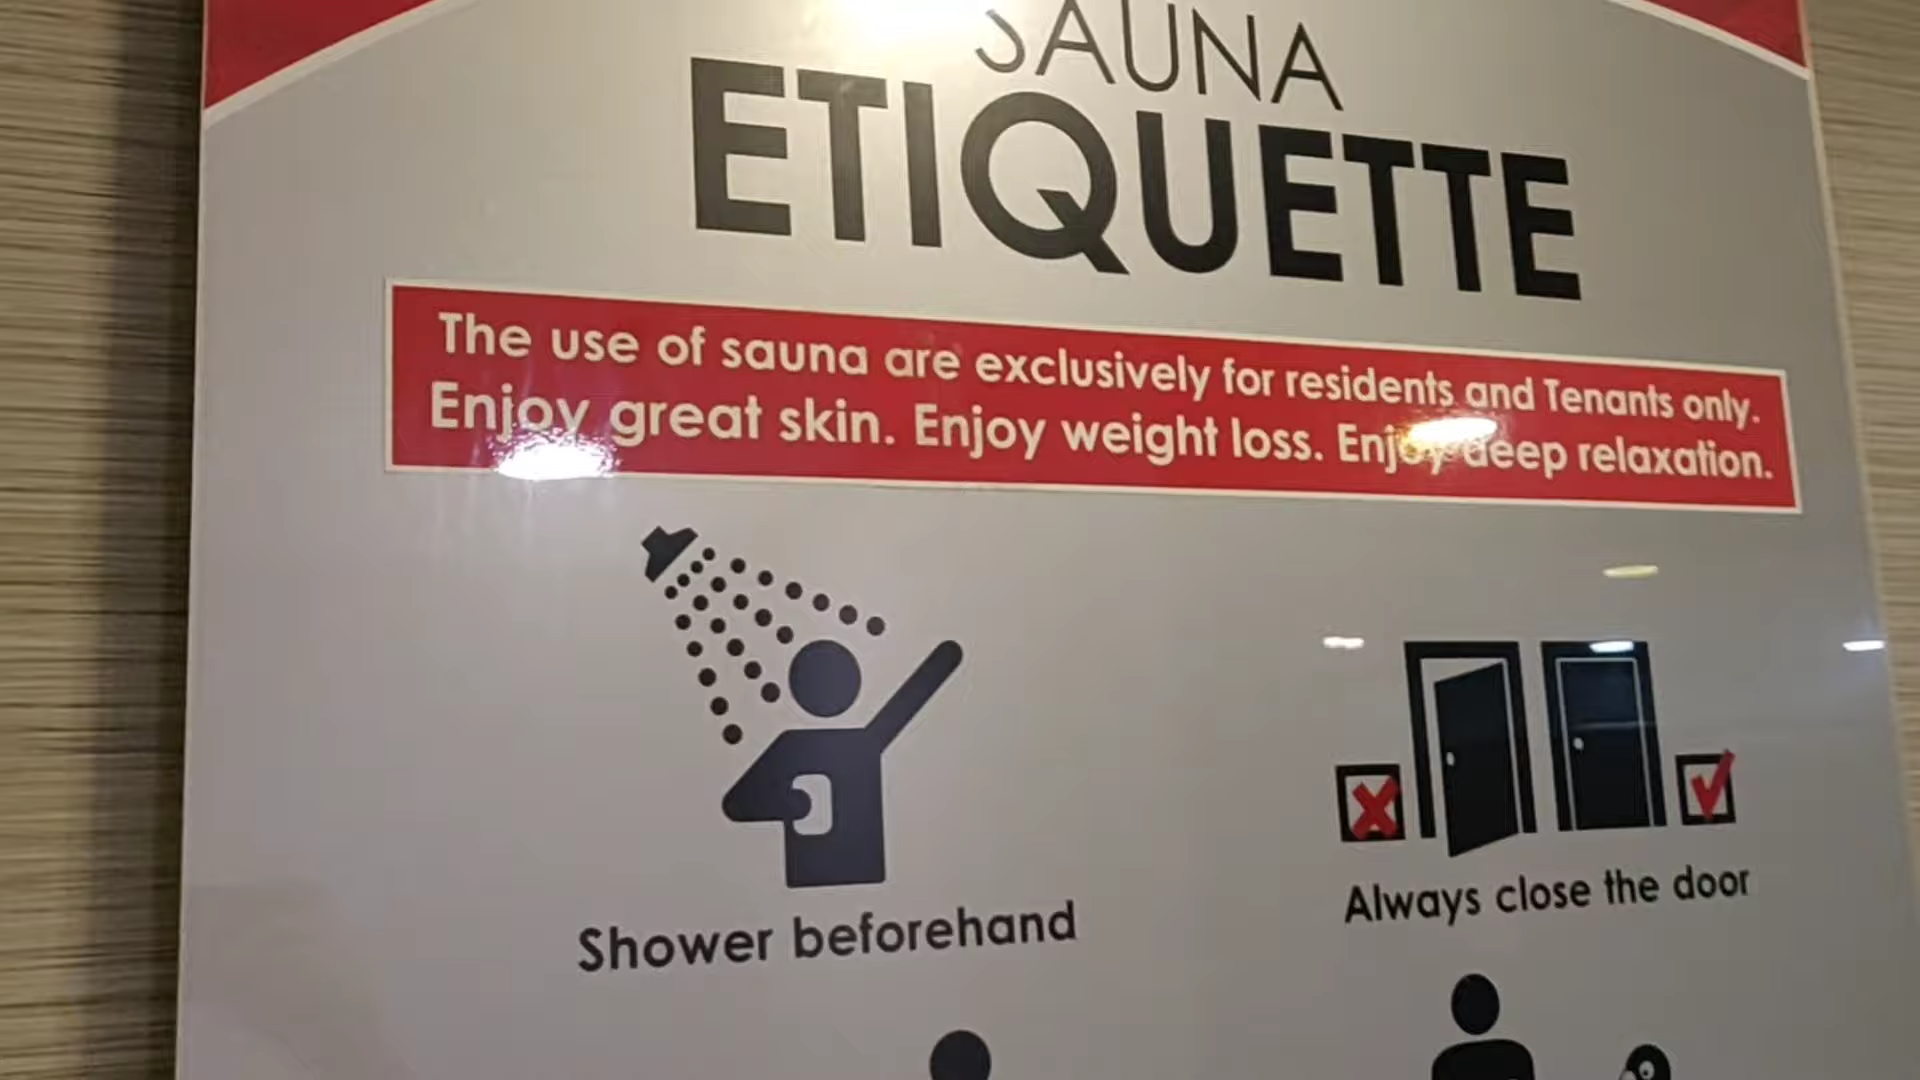 SAUNA
ETIQUETTE
The use of sauna are exclusively for residents and Tenants only.
Enjoy great skin. Enjoy weight loss. Enjoy deep relaxation.
Shower beforehand
Always close the door